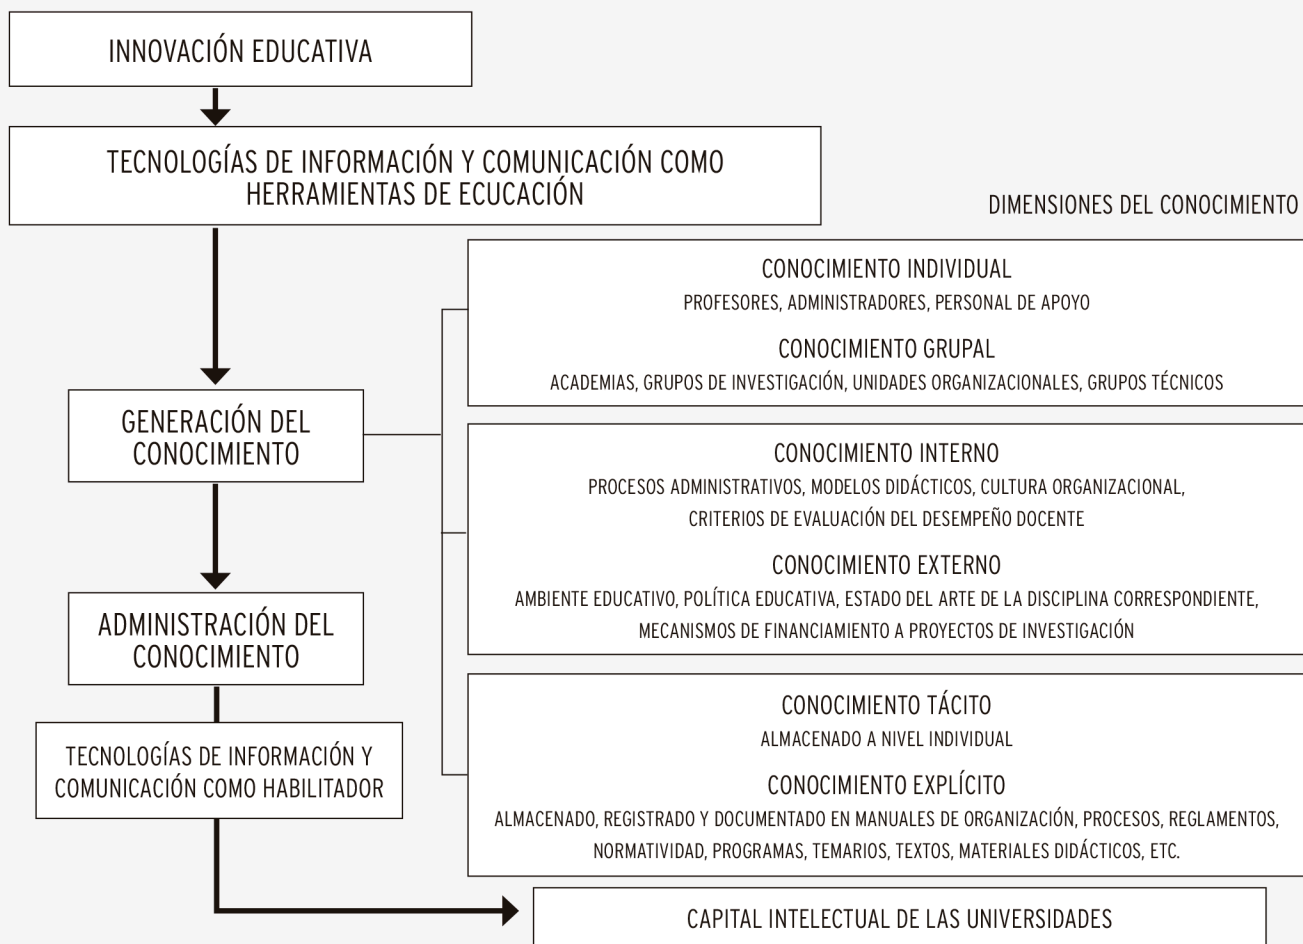 INNOVACIÓN EDUCATIVA
TECNOLOGÍAS DE INFORMACIÓN Y COMUNICACIÓN COMO
HERRAMIENTAS DE ECUCACIÓN
DIMENSIONES DEL CONOCIMIENTO
CONOCIMIENTO INDIVIDUAL
PROFESORES, ADMINISTRADORES, PERSONAL DE APOYO
CONOCIMIENTO GRUPAL
ACADEMIAS, GRUPOS DE INVESTIGACIÓN, UNIDADES ORGANIZACIONALES, GRUPOS TÉCNICOS
GENERACIÓN DEL
CONOCIMIENTO
CONOCIMIENTO INTERNO
PROCESOS ADMINISTRATIVOS, MODELOS DIDÁCTICOS, CULTURA ORGANIZACIONAL,
CRITERIOS DE EVALUACIÓN DEL DESEMPEÑO DOCENTE
CONOCIMIENTO EXTERNO
AMBIENTE EDUCATIVO, POLÍTICA EDUCATIVA, ESTADO DEL ARTE DE LA DISCIPLINA CORRESPONDIENTE,
MECANISMOS DE FINANCIAMIENTO A PROYECTOS DE INVESTIGACIÓN
ADMINISTRACIÓN DEL
CONOCIMIENTO
CONOCIMIENTO TÁCITO
ALMACENADO A NIVEL INDIVIDUAL
CONOCIMIENTO EXPLÍCITO
ALMACENADO, REGISTRADO Y DOCUMENTADO EN MANUALES DE ORGANIZACIÓN, PROCESOS, REGLAMENTOS,
NORMATIVIDAD, PROGRAMAS, TEMARIOS, TEXTOS, MATERIALES DIDÁCTICOS, ETC.
TECNOLOGÍAS DE INFORMACIÓN Y
COMUNICACIÓN COMO HABILITADOR
CAPITAL INTELECTUAL DE LAS UNIVERSIDADES